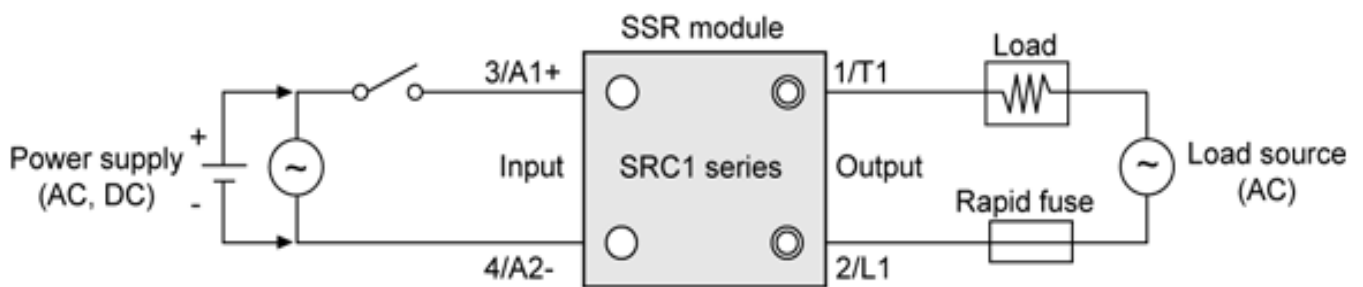 SSR module
3/A1+
1/T1
Load
+
Power supply
(AC, DC)
-
~
Input
SRC1 series
Output
~
Load source
(AC)
Rapid fuse
4/A2-
2/L1